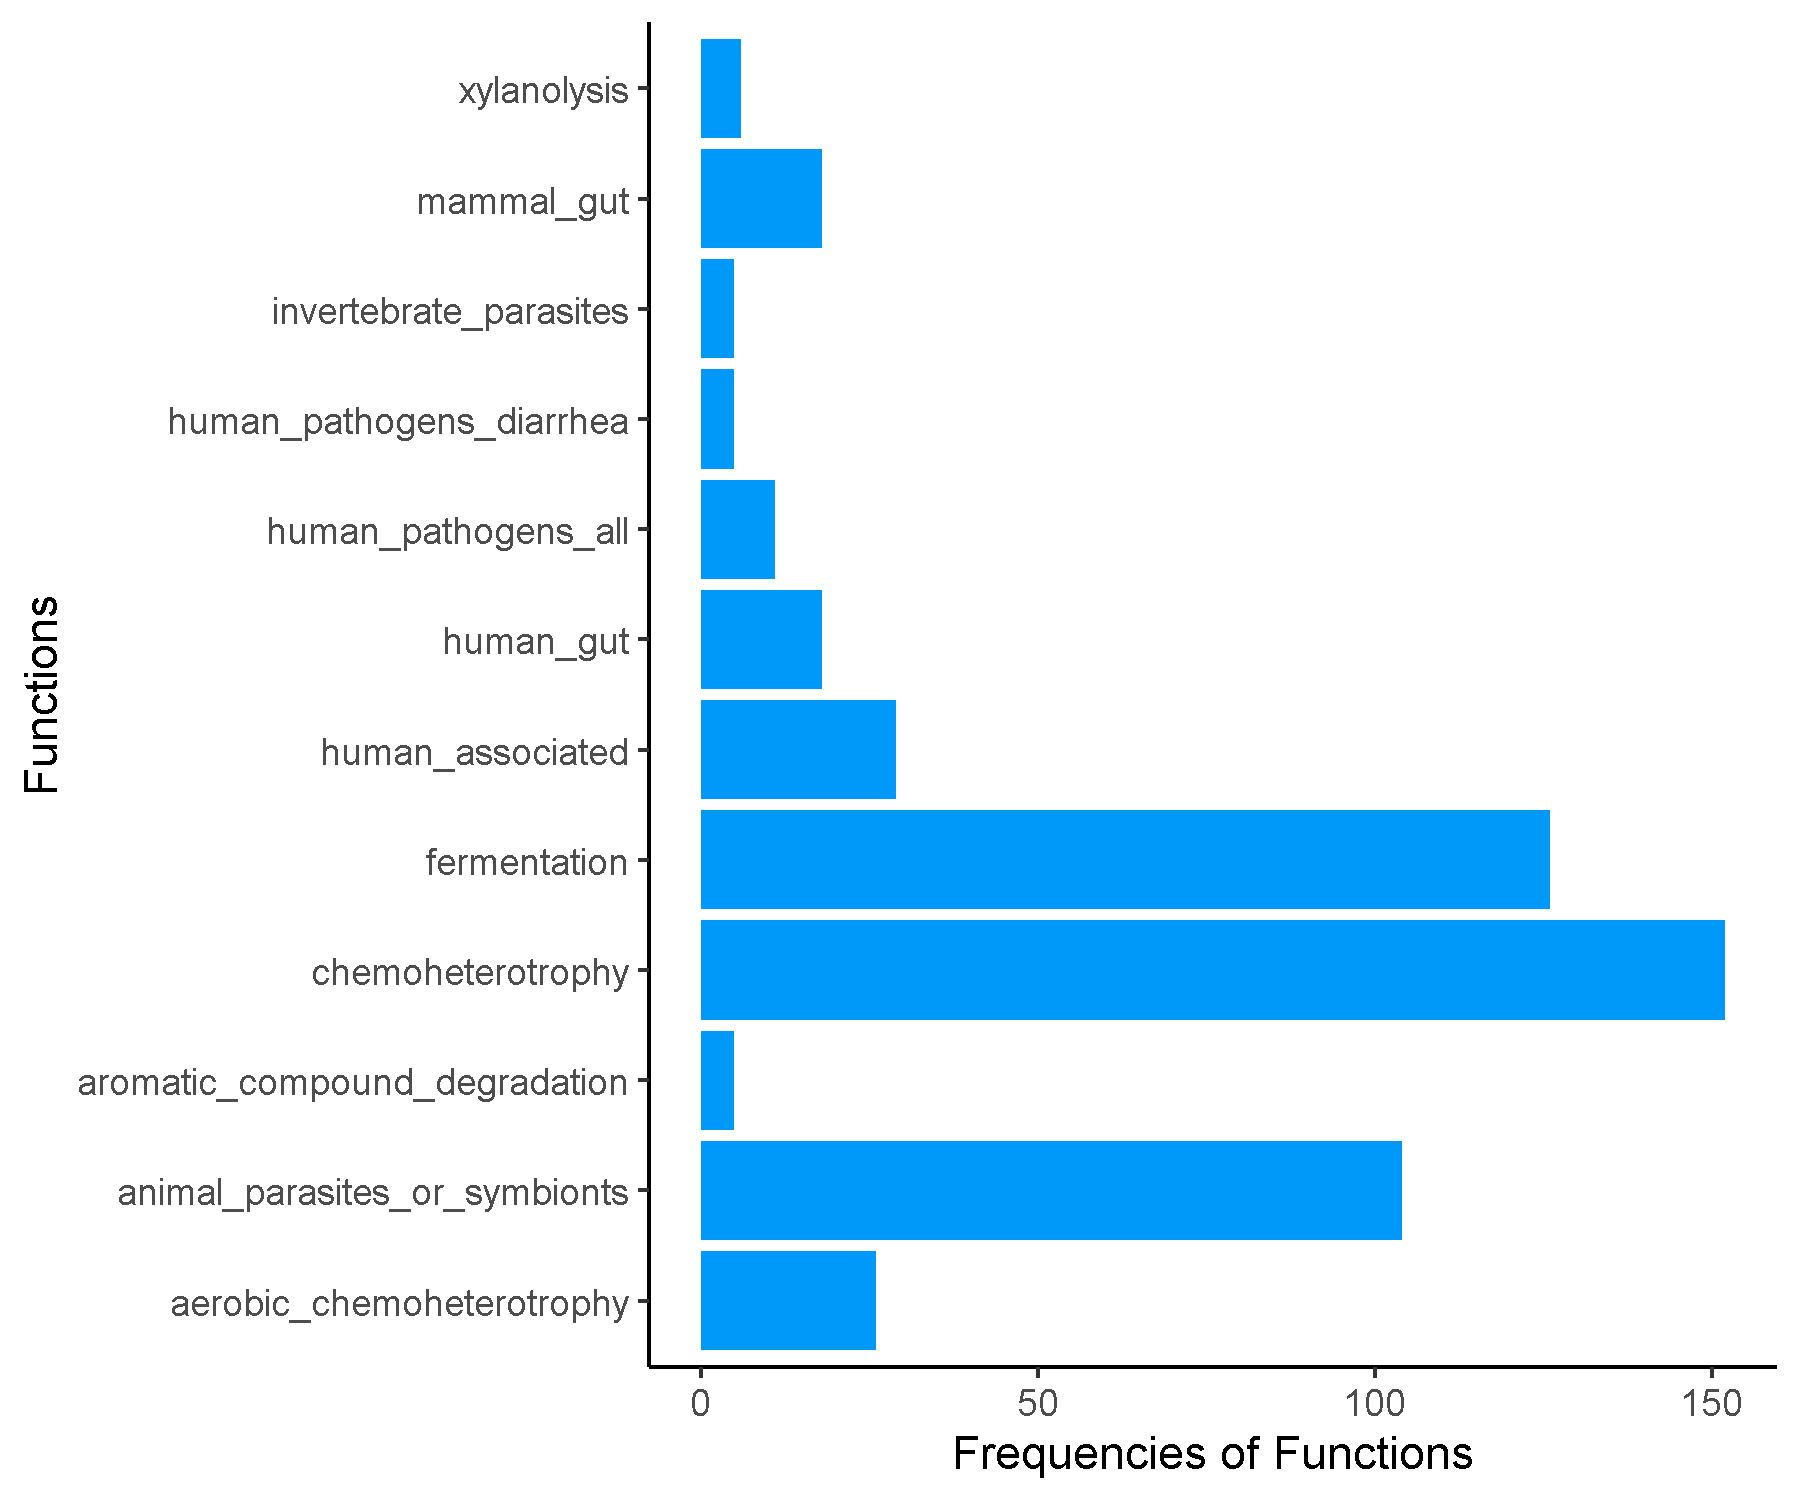 xylanolysis
mammal_gut
invertebrate_parasites
human_pathogens_diarrhea
human_pathogens_all
human_gut
human_associated
fermentation
chemoheterotrophy
aromatic_compound_degradation
animal_parasites_or_symbionts
aerobic_chemoheterotrophy
Functions
0 50 100 150
Frequencies of Functions